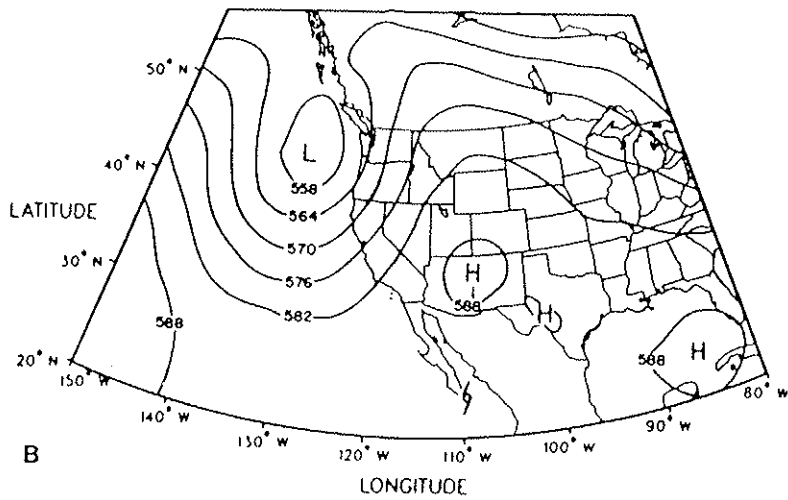 50° N
40° N
LATITUDE
30° N
20° N
150° W
140° W
130° W
120° W
110° W
100° W
90° W
80° W
LONGITUDE
L
558
564
570
576
582
588
H
588
H
588
H
B